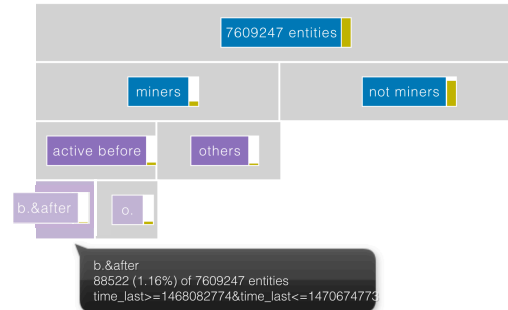 7609247 entities
miners not miners
active before others
b.&after o.
b.&after
88522 (1.16%) of 7609247 entities
time_last>=1468082774&time_last<=1470674773